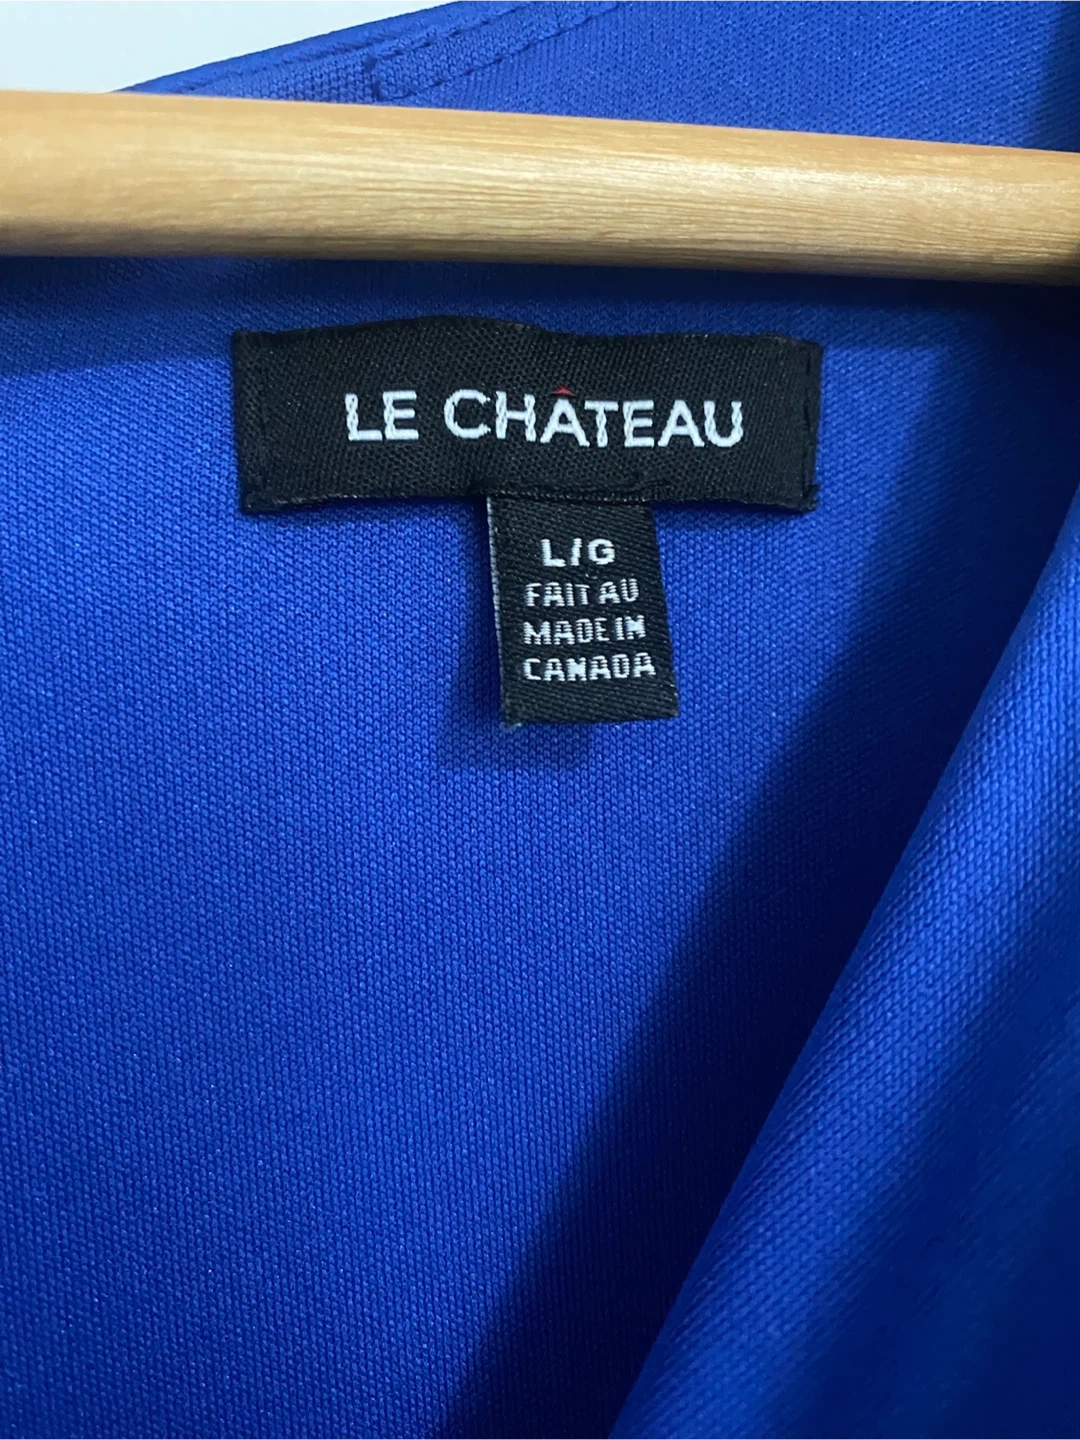 LE CHÂTEAU
L/G
FAIT AU
MADE IN
CANADA